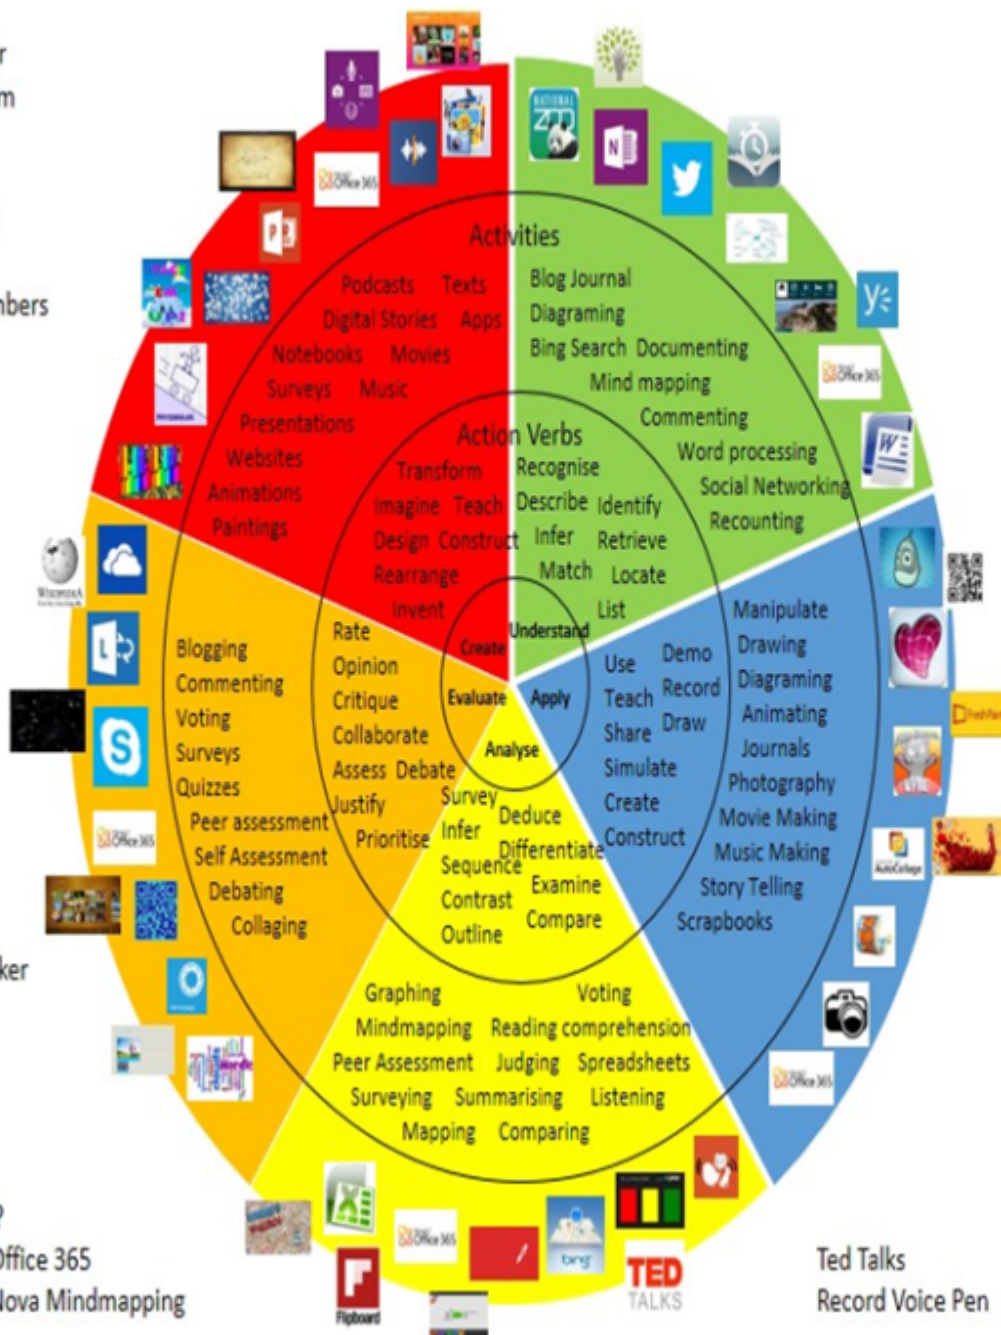 Activities
Podcasts Texts
Digital Stories Apps
Notebooks Movies
Surveys Music
Presentations
Websites
Animations
Paintings
Blog Journal
Diagraming
Bing Search Documenting
Mind mapping
Commenting
Word processing
Social Networking
Recounting
Action Verbs
Transform
Imagine Teach
Design Construct
Rearrange
Invent
Recognise
Describe Identify
Infer Retrieve
Match Locate
List
Create
Understand
Evaluate
Apply
Analyse
Blogging
Commenting
Voting
Surveys
Quizzes
Peer assessment
Self Assessment
Debating
Collaging
Rate
Opinion
Critique
Collaborate
Assess Debate
Justify
Prioritise
Use Demo
Teach Record
Share Draw
Simulate
Create
Construct
Manipulate
Drawing
Diagraming
Animating
Journals
Photography
Movie Making
Music Making
Story Telling
Scrapbooks
Survey Deduce
Infer Differentiate
Sequence Examine
Contrast Compare
Outline
Graphing Voting
Mindmapping Reading comprehension
Peer Assessment Judging Spreadsheets
Surveying Summarising Listening
Mapping Comparing
NATIONAL
ZOO
N
Office 365
P
y
Office 365
W
WIKIPEDIA
L
S
Office 365
FreshPaint
AutoCollage
Office 365
X
Office 365
bing
TED
TALKS
Flipboard
r
m
nbers
ker
?
Office 365
Nova Mindmapping
Ted Talks
Record Voice Pen